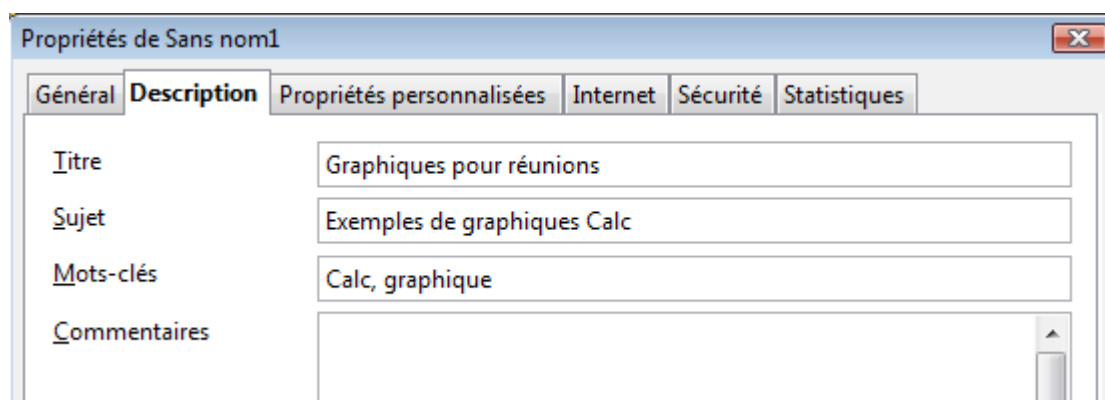 Propriétés de Sans nom1
Général Description Propriétés personnalisées Internet Sécurité Statistiques
Titre Graphiques pour réunions
Sujet Exemples de graphiques Calc
Mots-clés Calc, graphique
Commentaires